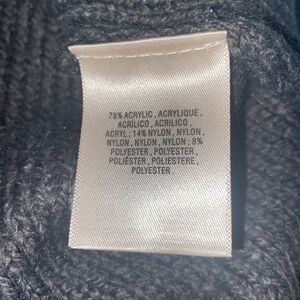 78% ACRYLIC, ACRYLIQUE,
ACRÍLICO, ACRILICO,
ACRYL; 14% NYLON, NYLON,
NYLON, NYLON, NYLON; 8%
POLYESTER, POLYESTER,
POLIÉSTER, POLIESTERE,
POLYESTER